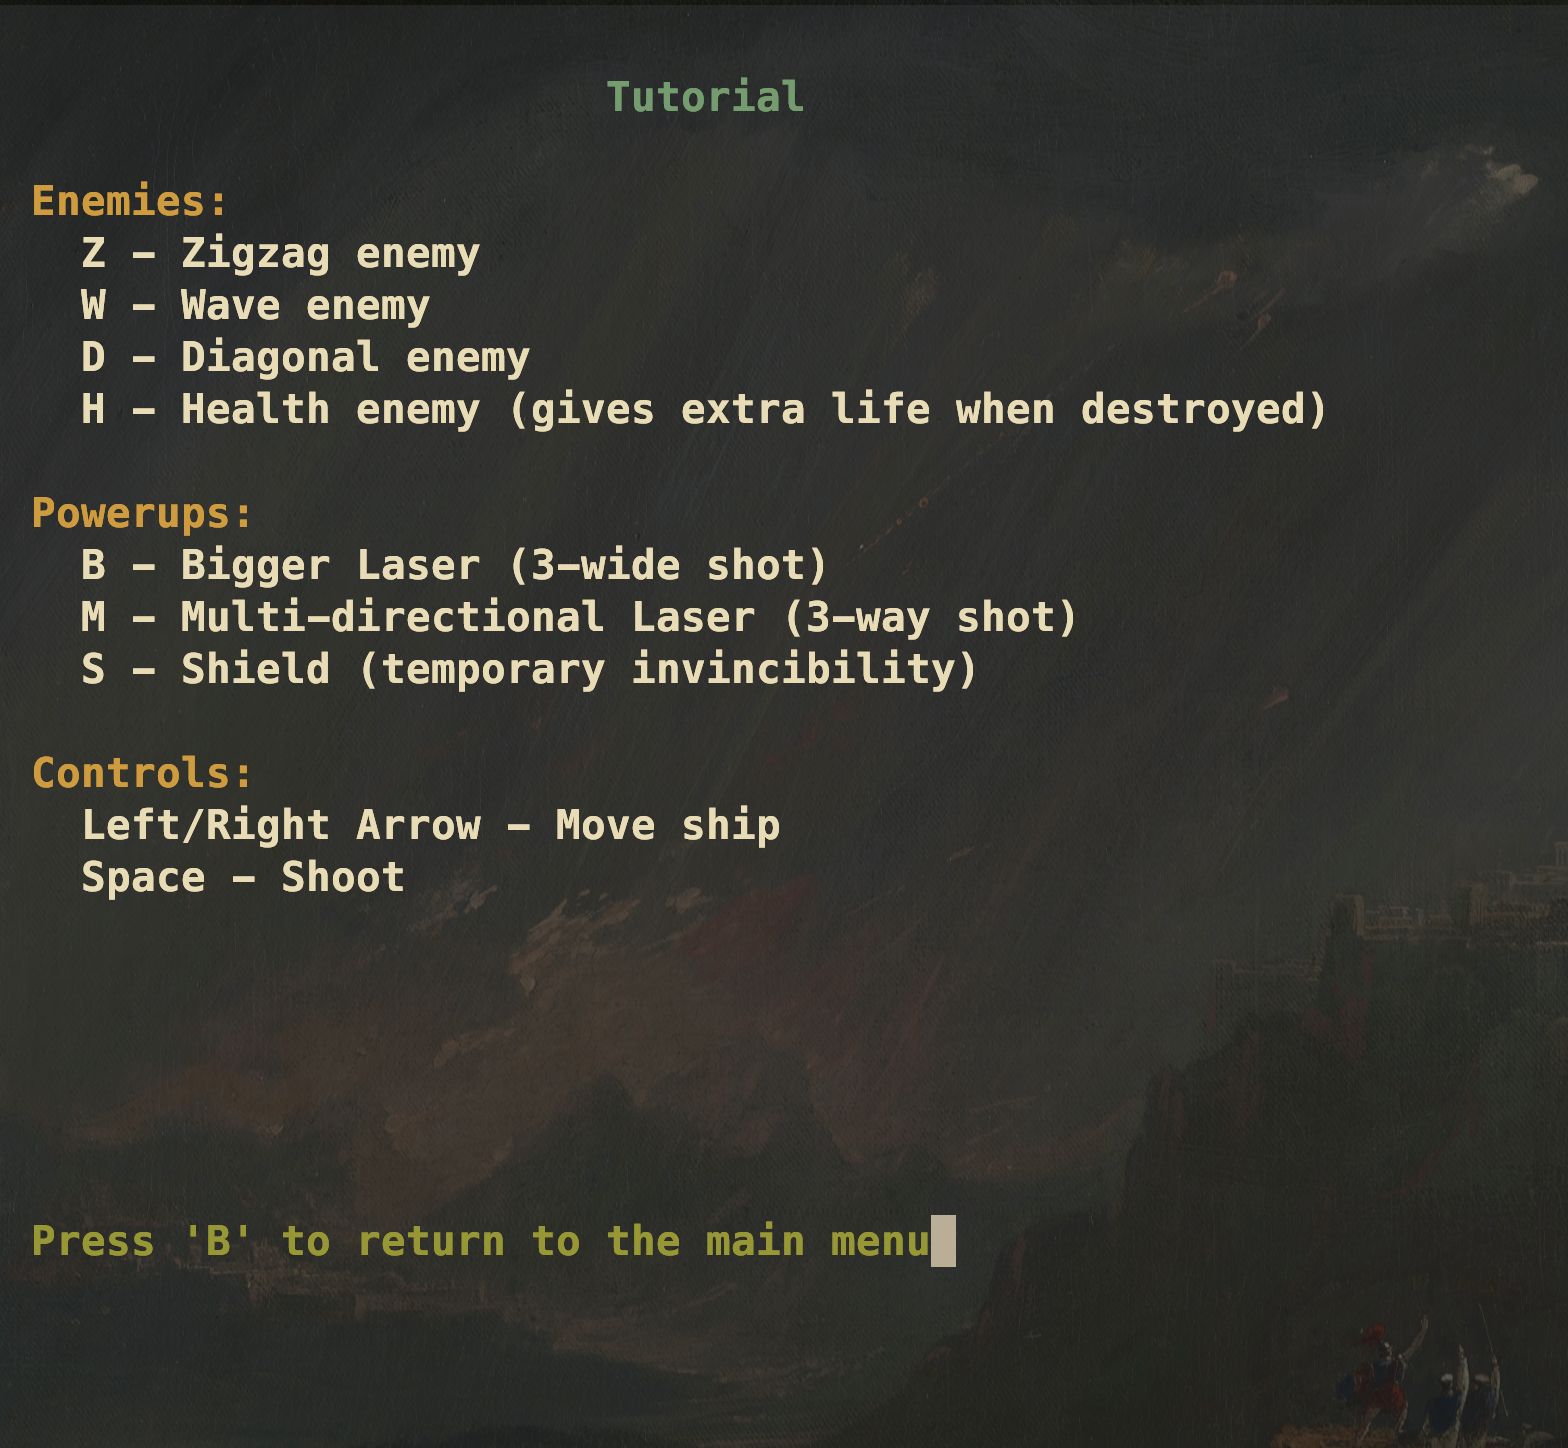 Tutorial
Enemies:
Z - Zigzag enemy
W - Wave enemy
D - Diagonal enemy
H - Health enemy (gives extra life when destroyed)
Powerups:
B - Bigger Laser (3-wide shot)
M - Multi-directional Laser (3-way shot)
S - Shield (temporary invincibility)
Controls:
Left/Right Arrow - Move ship
Space - Shoot
Press 'B' to return to the main menu